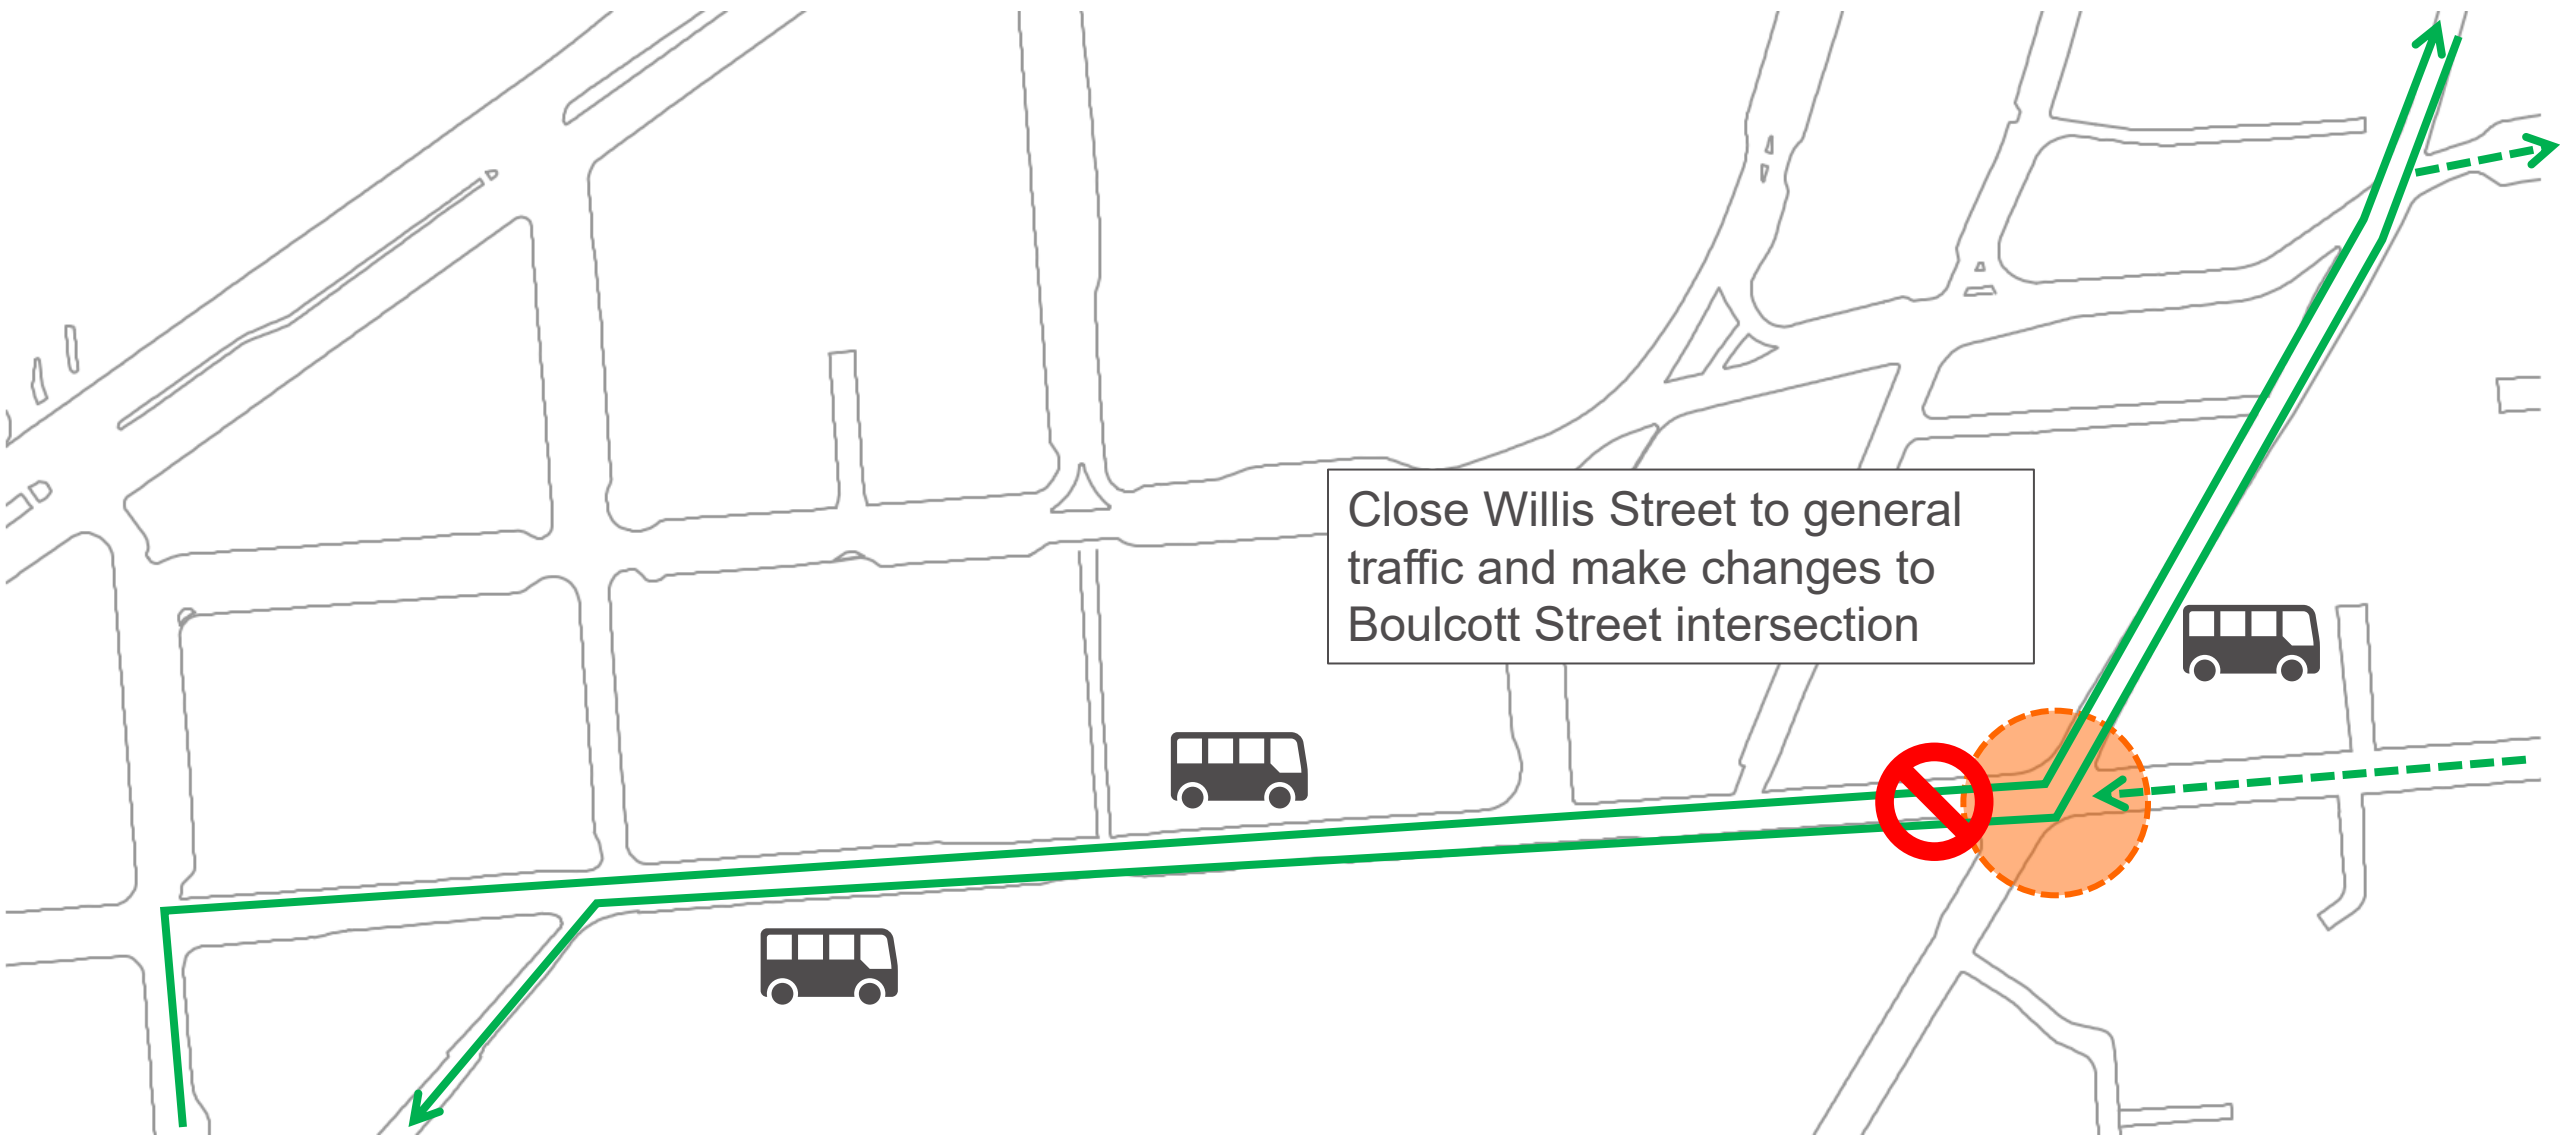 Close Willis Street to general
traffic and make changes to
Boulcott Street intersection